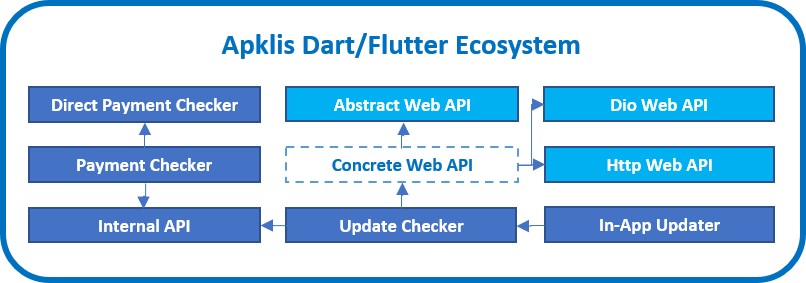 Apklis Dart/Flutter Ecosystem
Direct Payment Checker
Abstract Web API
Dio Web API
Payment Checker
Concrete Web API
Http Web API
Internal API
Update Checker
In-App Updater